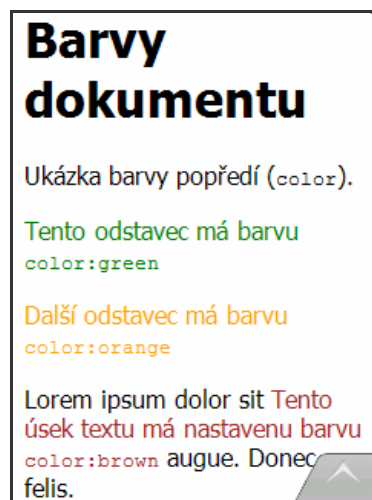 Barvy
dokumentu
Ukázka barvy popředí (color).
Tento odstavec má barvu
color:green
Další odstavec má barvu
color:orange
Lorem ipsum dolor sit Tento
úsek textu má nastavenu barvu
color:brown augue. Donec
felis.